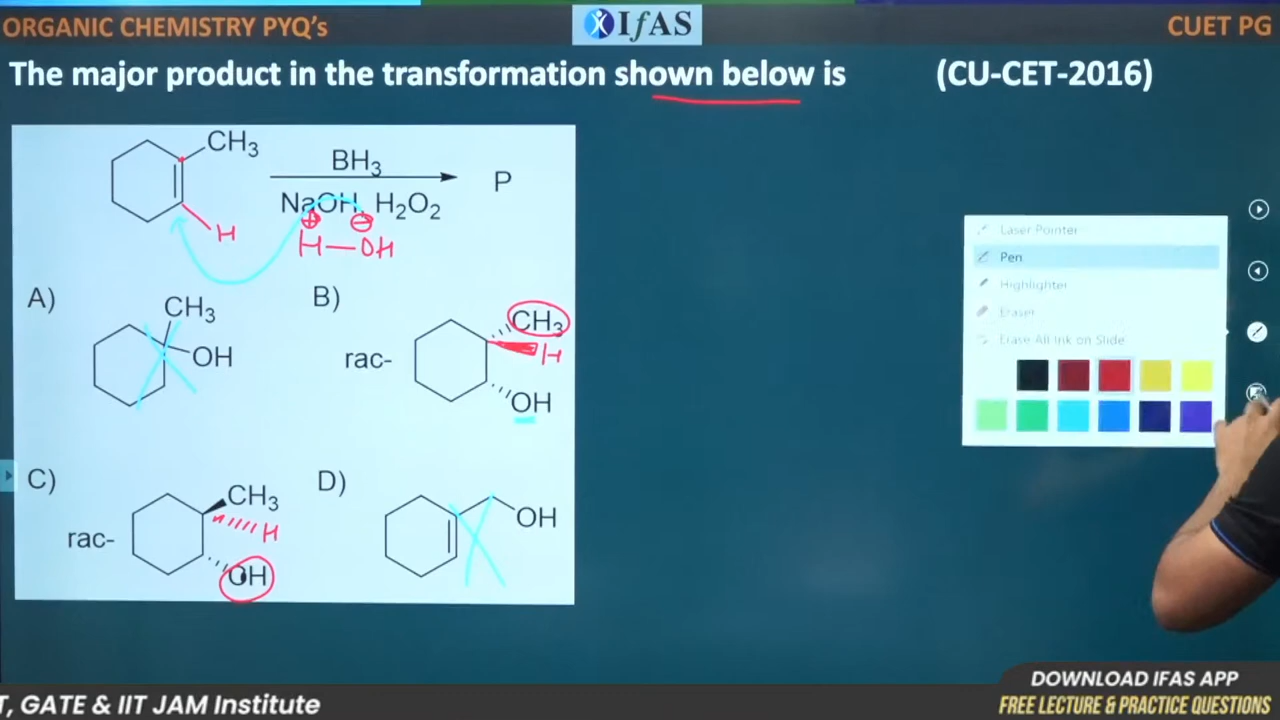 ORGANIC CHEMISTRY PYQ's
IfAS
CUET PG
The major product in the transformation shown below is (CU-CET-2016)
CH3
BH3
P
NaOH, H2O2
H
H—OH
⊕ ⊖
A)
CH3
OH
B)
rac-
CH3
H
OH
C)
rac-
CH3
H
OH
D)
OH
Laser Pointer
Pen
Highlighter
Eraser
Erase All Ink on Slide
T, GATE & IIT JAM Institute
DOWNLOAD IFAS APP
FREE LECTURE & PRACTICE QUESTIONS